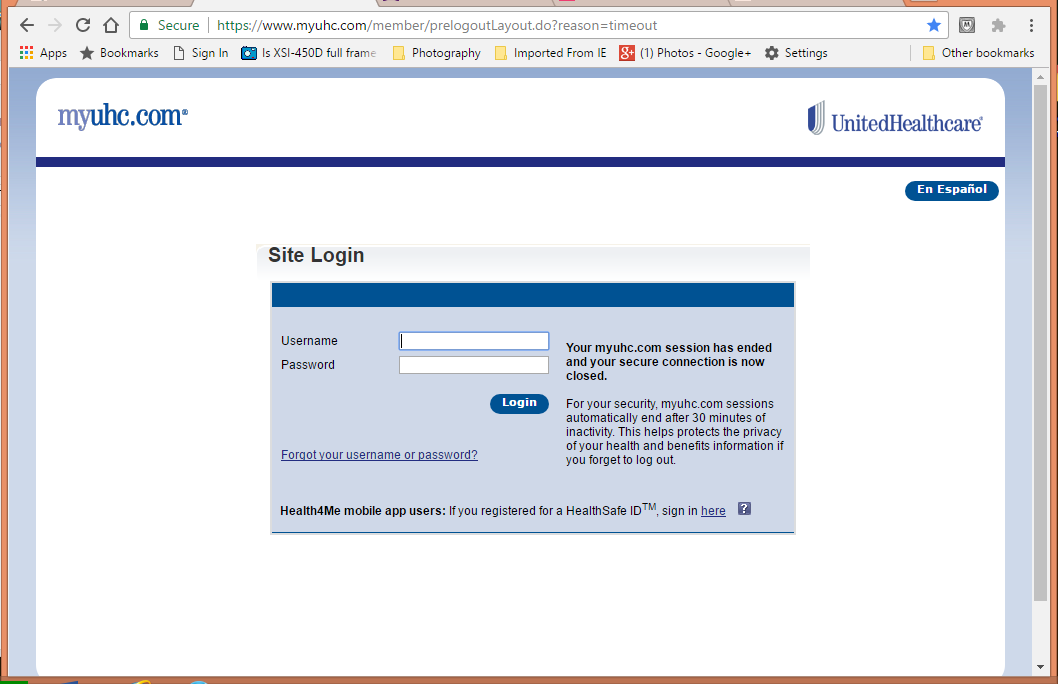 Secure https://www.myuhc.com/member/prelogoutLayout.do?reason=timeout
Apps Bookmarks Sign In Is XSI-450D full frame Photography Imported From IE (1) Photos - Google+ Settings Other bookmarks
myuhc.com®
UnitedHealthcare®
En Español
Site Login
Username
Password
Login
Forgot your username or password?
Your myuhc.com session has ended
and your secure connection is now
closed.
For your security, myuhc.com sessions
automatically end after 30 minutes of
inactivity. This helps protects the privacy
of your health and benefits information if
you forget to log out.
Health4Me mobile app users: If you registered for a HealthSafe ID™, sign in here ?